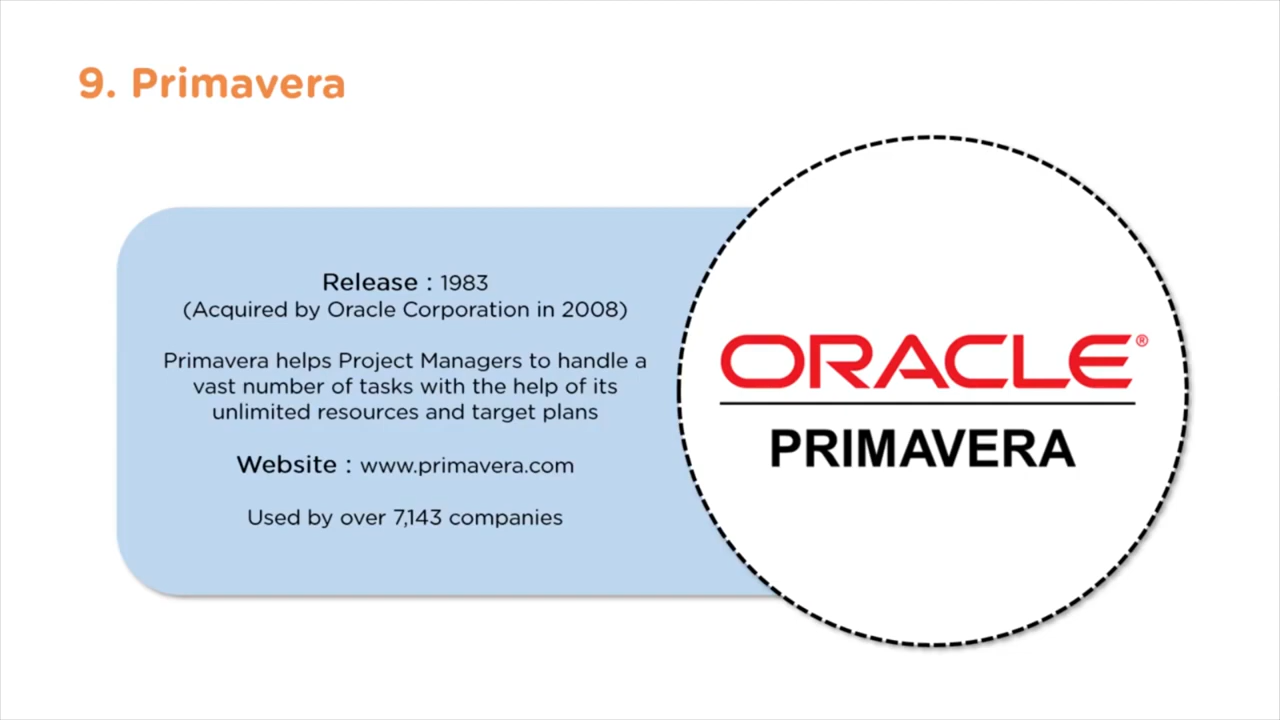 9. Primavera
Release : 1983
(Acquired by Oracle Corporation in 2008)
Primavera helps Project Managers to handle a
vast number of tasks with the help of its
unlimited resources and target plans
Website : www.primavera.com
Used by over 7,143 companies
ORACLE®
PRIMAVERA